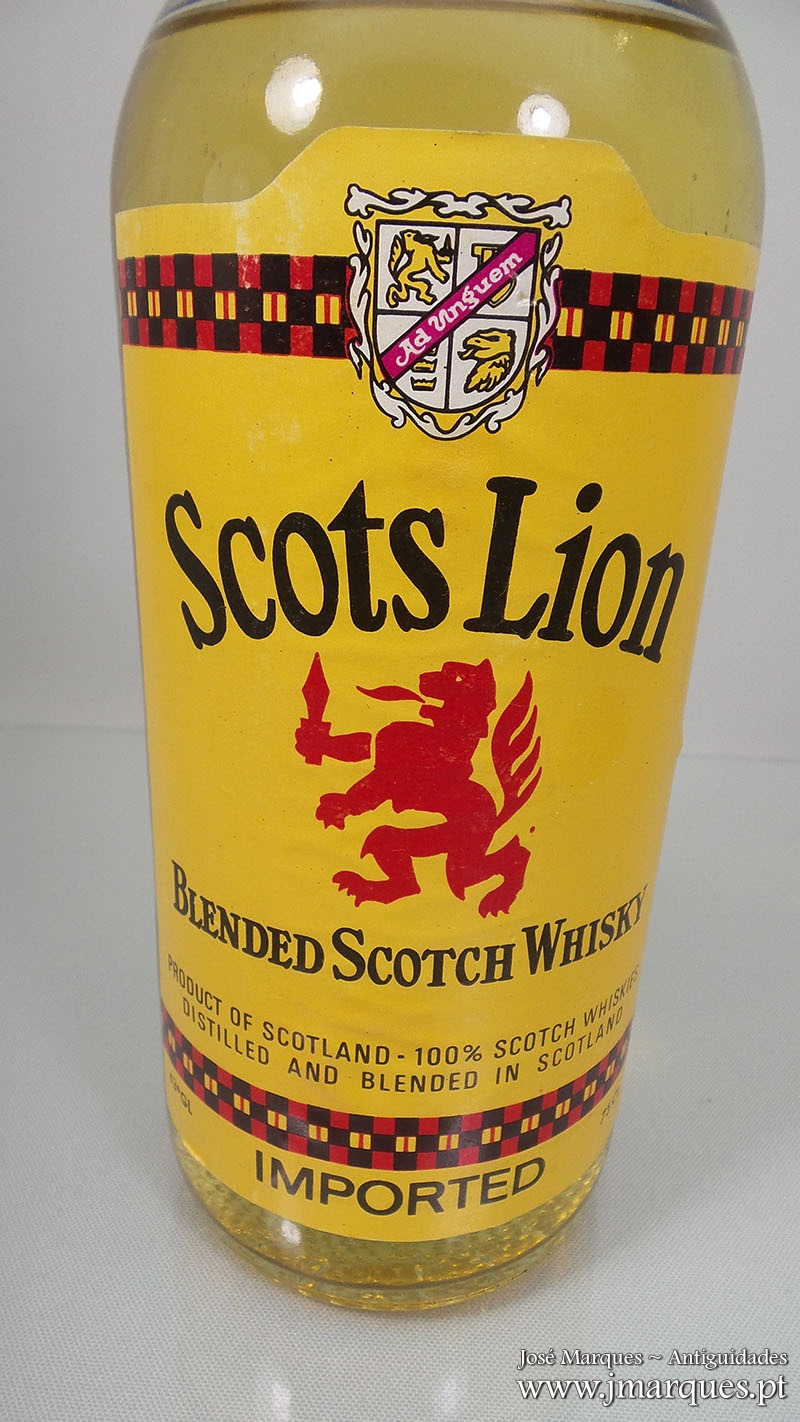 Ad Unguem
Scots Lion
BLENDED SCOTCH WHISKY
PRODUCT OF SCOTLAND - 100% SCOTCH WHISKIES
DISTILLED AND BLENDED IN SCOTLAND
IMPORTED
José Marques ~ Antiguidades
www.jmarques.pt